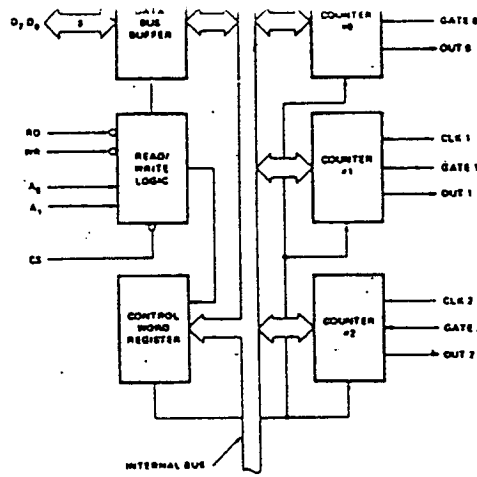 D7 D0
8
DATA
BUS
BUFFER
RD
WR
A0
A1
READ/
WRITE
LOGIC
CS
CONTROL
WORD
REGISTER
INTERNAL BUS
COUNTER
#0
GATE 0
OUT 0
COUNTER
#1
CLK 1
GATE 1
OUT 1
COUNTER
#2
CLK 2
GATE
OUT 2